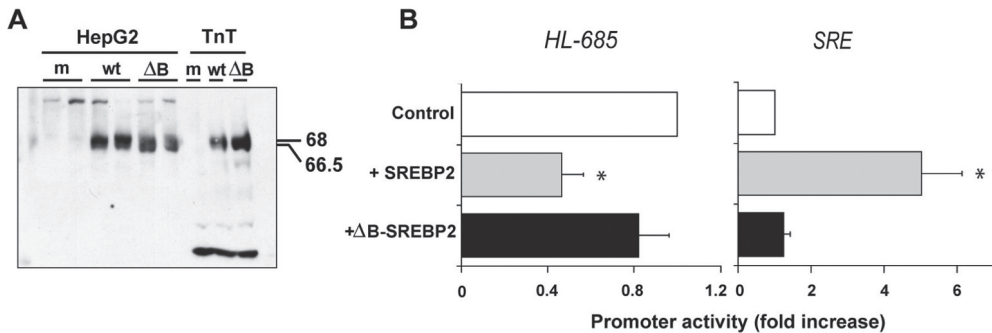 A
HepG2 TnT
m wt ΔB m wt ΔB
68
66.5
B
HL-685 SRE
Control
+ SREBP2 * *
+ΔB-SREBP2
0 0.4 0.8 1.2 0 2 4 6
Promoter activity (fold increase)